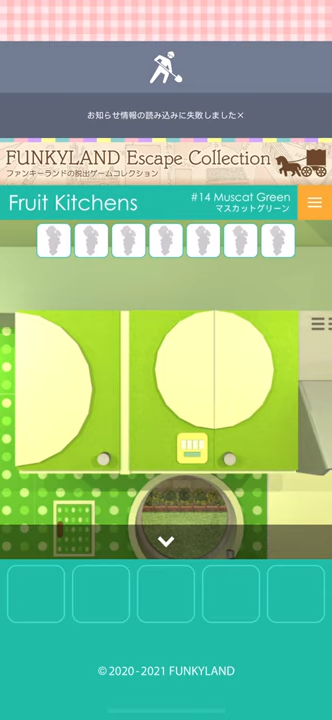 お知らせ情報の読み込みに失敗しました×
FUNKYLAND Escape Collection
ファンキーランドの脱出ゲームコレクション
Fruit Kitchens
#14 Muscat Green
マスカットグリーン
©2020-2021 FUNKYLAND